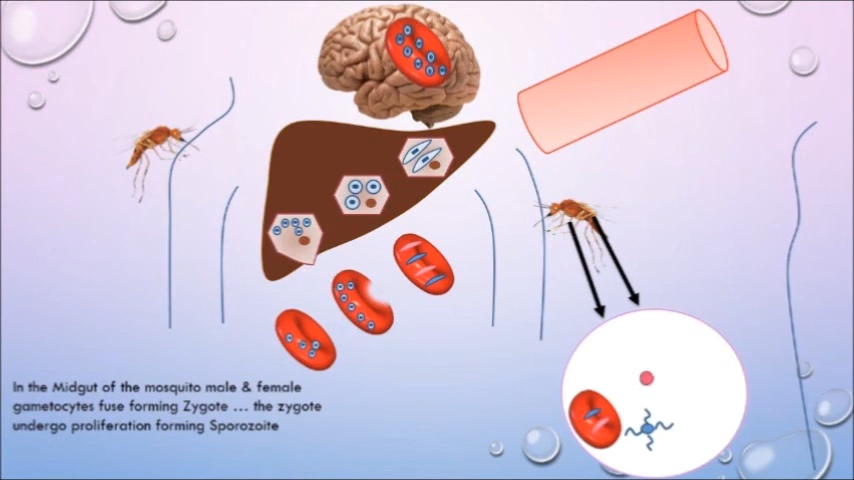 In the Midgut of the mosquito male & female
gametocytes fuse forming Zygote ... the zygote
undergo proliferation forming Sporozoite